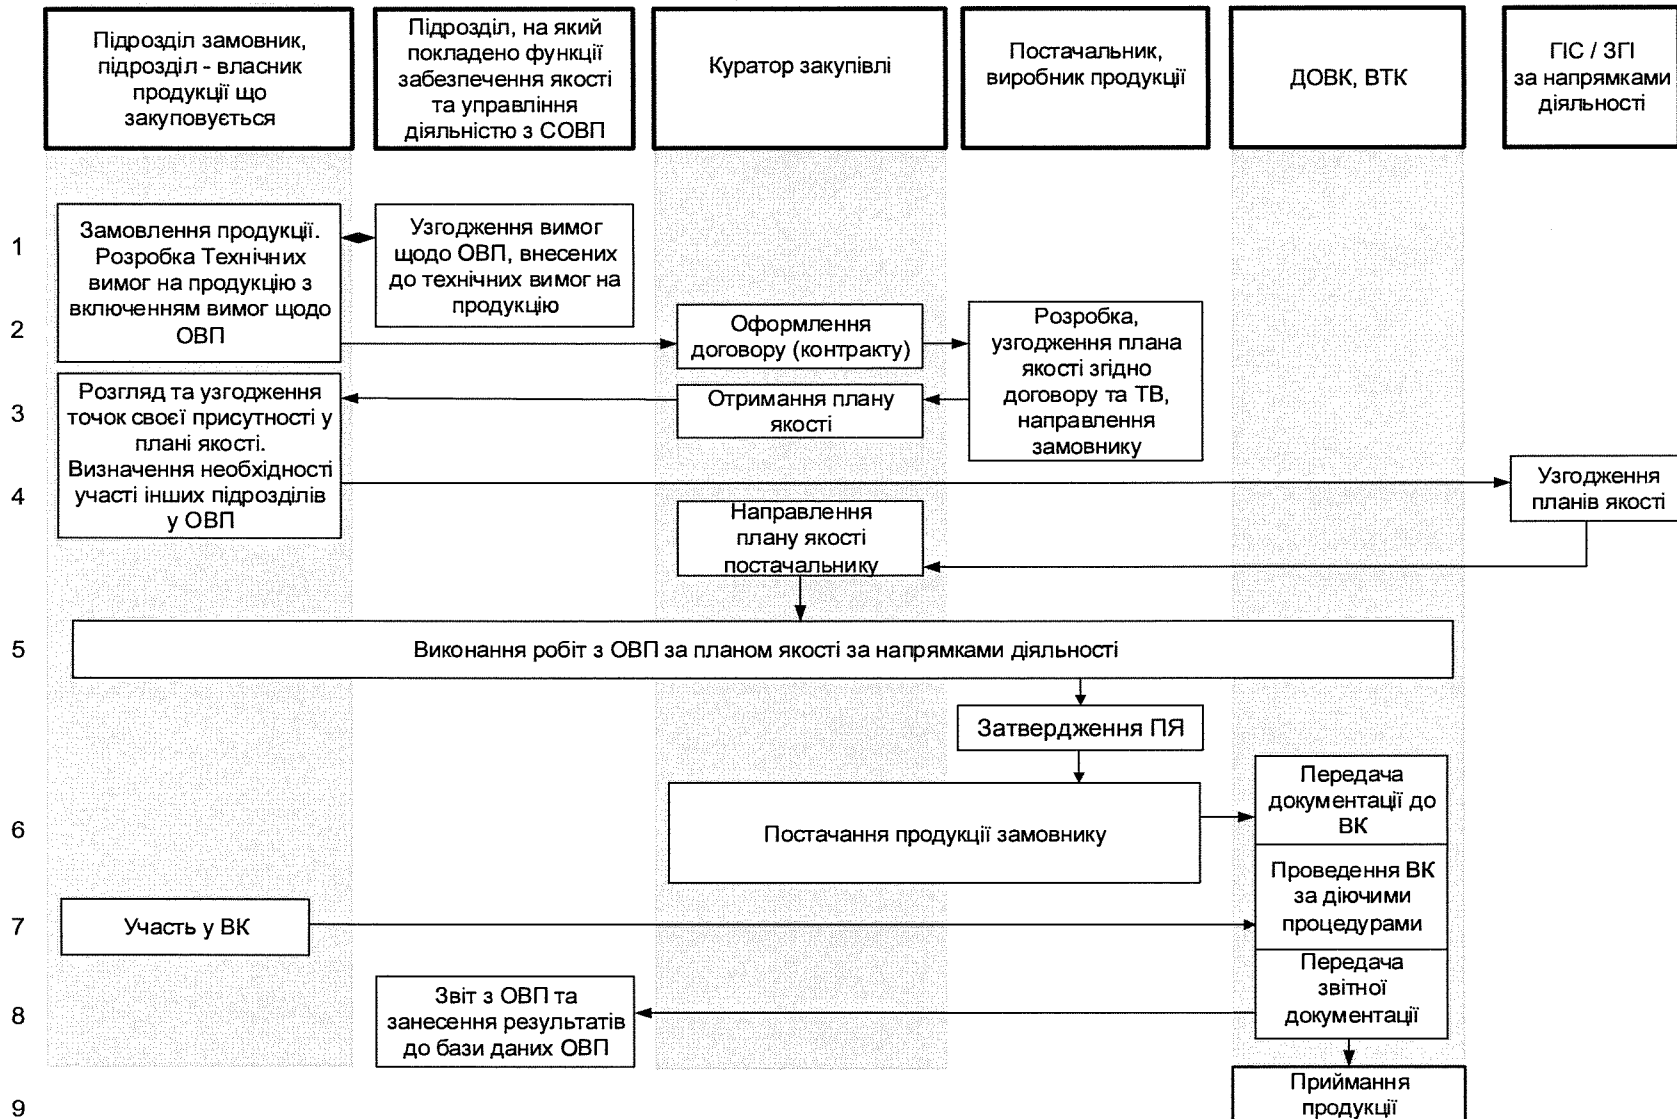 Підрозділ замовник,
підрозділ - власник
продукції що
закуповується
Підрозділ, на який
покладено функції
забезпечення якості
та управління
діяльністю з СОВП
Куратор закупівлі
Постачальник,
виробник продукції
ДОВК, ВТК
ГІС / ЗГІ
за напрямками
діяльності
1
Замовлення продукції.
Розробка Технічних
вимог на продукцію з
включенням вимог щодо
ОВП
Узгодження вимог
щодо ОВП, внесених
до технічних вимог на
продукцію
2
Оформлення
договору (контракту)
Розробка,
узгодження плана
якості згідно
договору та ТВ,
направлення
замовнику
3
Розгляд та узгодження
точок своєї присутності у
плані якості.
Визначення необхідності
участі інших підрозділів
у ОВП
Отримання плану
якості
4
Узгодження
планів якості
Направлення
плану якості
постачальнику
5
Виконання робіт з ОВП за планом якості за напрямками діяльності
Затвердження ПЯ
6
Постачання продукції замовнику
Передача
документації до
ВК
7
Участь у ВК
Проведення ВК
за діючими
процедурами
8
Звіт з ОВП та
занесення результатів
до бази даних ОВП
Передача
звітної
документації
9
Приймання
продукції